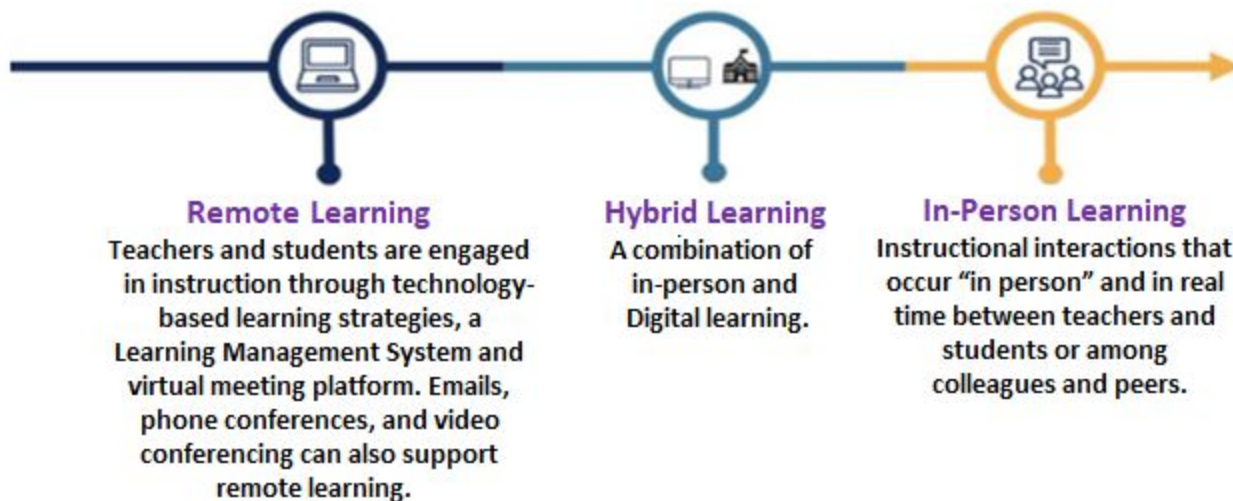 Remote Learning
Teachers and students are engaged
in instruction through technology-
based learning strategies, a
Learning Management System and
virtual meeting platform. Emails,
phone conferences, and video
conferencing can also support
remote learning.
Hybrid Learning
A combination of
in-person and
Digital learning.
In-Person Learning
Instructional interactions that
occur “in person” and in real
time between teachers and
students or among
colleagues and peers.